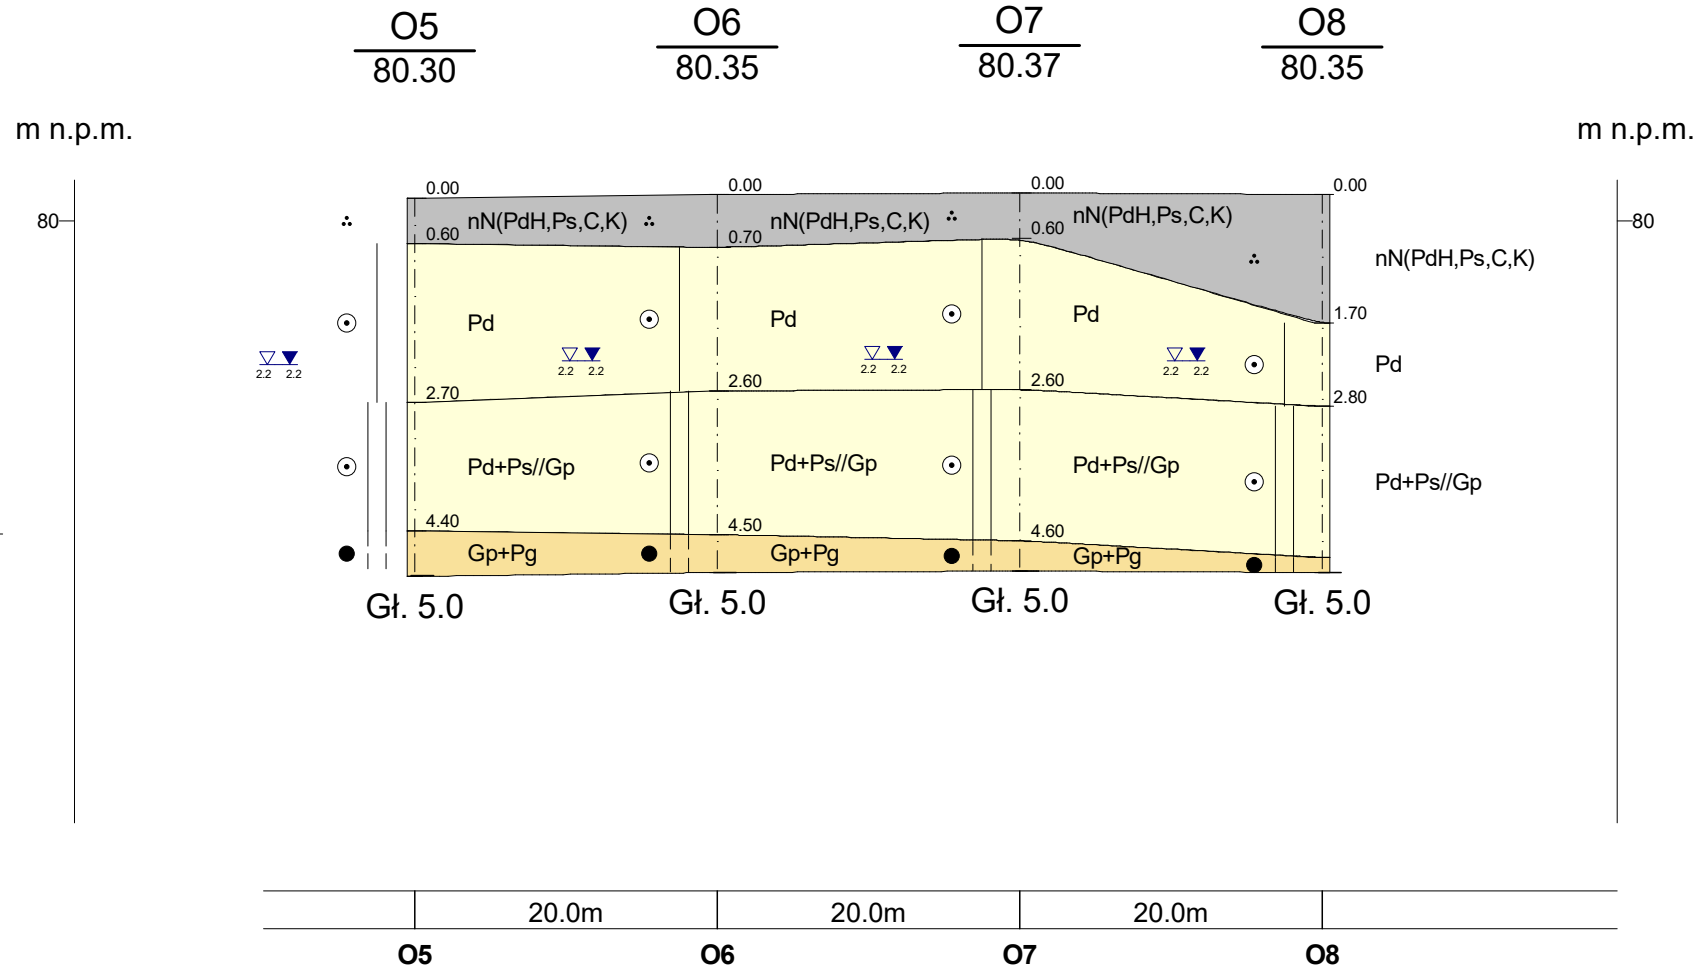 O5 O6 O7 O8
80.30 80.35 80.37 80.35
m n.p.m. m n.p.m.
0.00 0.00 0.00 0.00
80 nN(PdH,Ps,C,K) nN(PdH,Ps,C,K) nN(PdH,Ps,C,K) 80
0.60 0.70 0.60 nN(PdH,Ps,C,K)
Pd Pd Pd 1.70
2.2 2.2 2.2 2.2 2.2 2.2 2.2 2.2 Pd
2.70 2.60 2.60 2.80
Pd+Ps//Gp Pd+Ps//Gp Pd+Ps//Gp Pd+Ps//Gp
4.40 4.50 4.60
Gp+Pg Gp+Pg Gp+Pg
Gł. 5.0 Gł. 5.0 Gł. 5.0 Gł. 5.0
20.0m 20.0m 20.0m
O5 O6 O7 O8